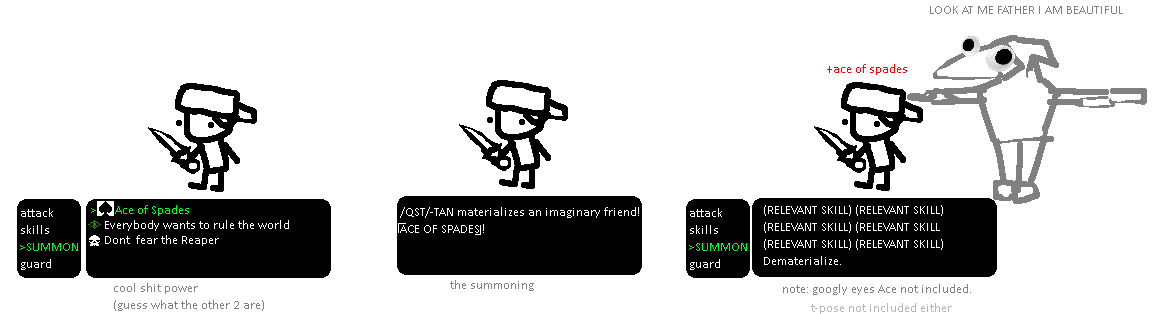 LOOK AT ME FATHER I AM BEAUTIFUL
+ace of spades
attack
skills
>SUMMON
guard
>Ace of Spades
Everybody wants to rule the world
Dont fear the Reaper
cool shit power
(guess what the other 2 are)
/QST/-TAN materializes an imaginary friend!
[ACE OF SPADES]!
the summoning
attack
skills
>SUMMON
guard
(RELEVANT SKILL) (RELEVANT SKILL)
(RELEVANT SKILL) (RELEVANT SKILL
(RELEVANT SKILL) (RELEVANT SKILL)
Dematerialize.
note: googly eyes Ace not included.
t-pose not included either